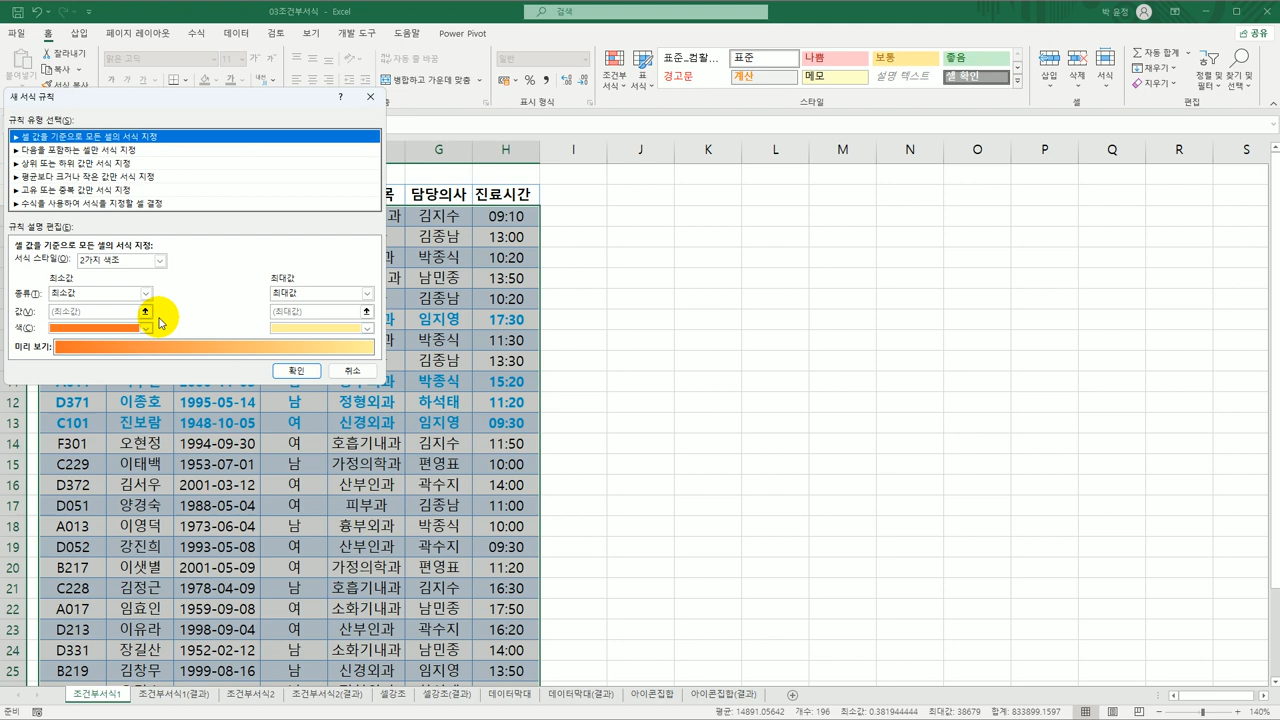 03조건부서식 - Excel
검색
박 윤정
파일 홈 삽입 페이지 레이아웃 수식 데이터 검토 보기 개발 도구 도움말 Power Pivot
공유
잘라내기
복사
서식 복사
붙여넣기
맑은 고딕 11
자동 줄 바꿈
병합하고 가운데 맞춤
일반
표시 형식
조건부 서식
표 서식
표준_컴활... 표준 나쁨 보통 좋음
경고문 계산 메모 설명 텍스트 셀 확인
스타일
삽입 삭제 서식
셀
자동 합계
채우기
지우기
정렬 및 필터
찾기 및 선택
편집
새 서식 규칙
규칙 유형 선택(S):
► 셀 값을 기준으로 모든 셀의 서식 지정
► 다음을 포함하는 셀만 서식 지정
► 상위 또는 하위 값만 서식 지정
► 평균보다 크거나 작은 값만 서식 지정
► 고유 또는 중복 값만 서식 지정
► 수식을 사용하여 서식을 지정할 셀 결정
규칙 설명 편집(E):
셀 값을 기준으로 모든 셀의 서식 지정:
서식 스타일(O): 2가지 색조
최소값 최대값
종류(T): 최소값 최대값
값(V): (최소값) (최대값)
색(C):
미리 보기:
확인 취소
G H I J K L M N O P Q R S
목 담당의사 진료시간
과 김지수 09:10
김종남 13:00
과 박종식 10:20
과 남민종 13:50
김종남 10:20
임지영 17:30
과 박종식 11:30
김종남 13:30
박종식 15:20
12 D371 이종호 1995-05-14 남 정형외과 하석태 11:20
13 C101 진보람 1948-10-05 여 신경외과 임지영 09:30
14 F301 오현정 1994-09-30 여 호흡기내과 김지수 11:50
15 C229 이태백 1953-07-01 남 가정의학과 편영표 10:00
16 D372 김서우 2001-03-12 여 산부인과 곽수지 14:00
17 D051 양경숙 1988-05-04 여 피부과 김종남 11:00
18 A013 이영덕 1973-06-04 남 흉부외과 박종식 10:00
19 D052 강진희 1993-05-08 여 산부인과 곽수지 09:30
20 B217 이샛별 2001-05-09 여 가정의학과 편영표 11:20
21 C228 김정근 1978-04-09 남 호흡기내과 김지수 16:30
22 A017 임효인 1959-09-08 여 소화기내과 남민종 17:50
23 D213 이유라 1998-09-04 여 산부인과 곽수지 16:20
24 D331 장길산 1952-02-12 남 소화기내과 남민종 14:00
25 B219 김창무 1999-08-16 남 신경외과 임지영 13:50
조건부서식1 조건부서식1(결과) 조건부서식2 조건부서식2(결과) 셀강조 셀강조(결과) 데이터막대 데이터막대(결과) 아이콘집합 아이콘집합(결과)
준비
평균: 14891.05642 개수: 196 최소값: 0.381944444 최대값: 38679 합계: 833899.1597
140%